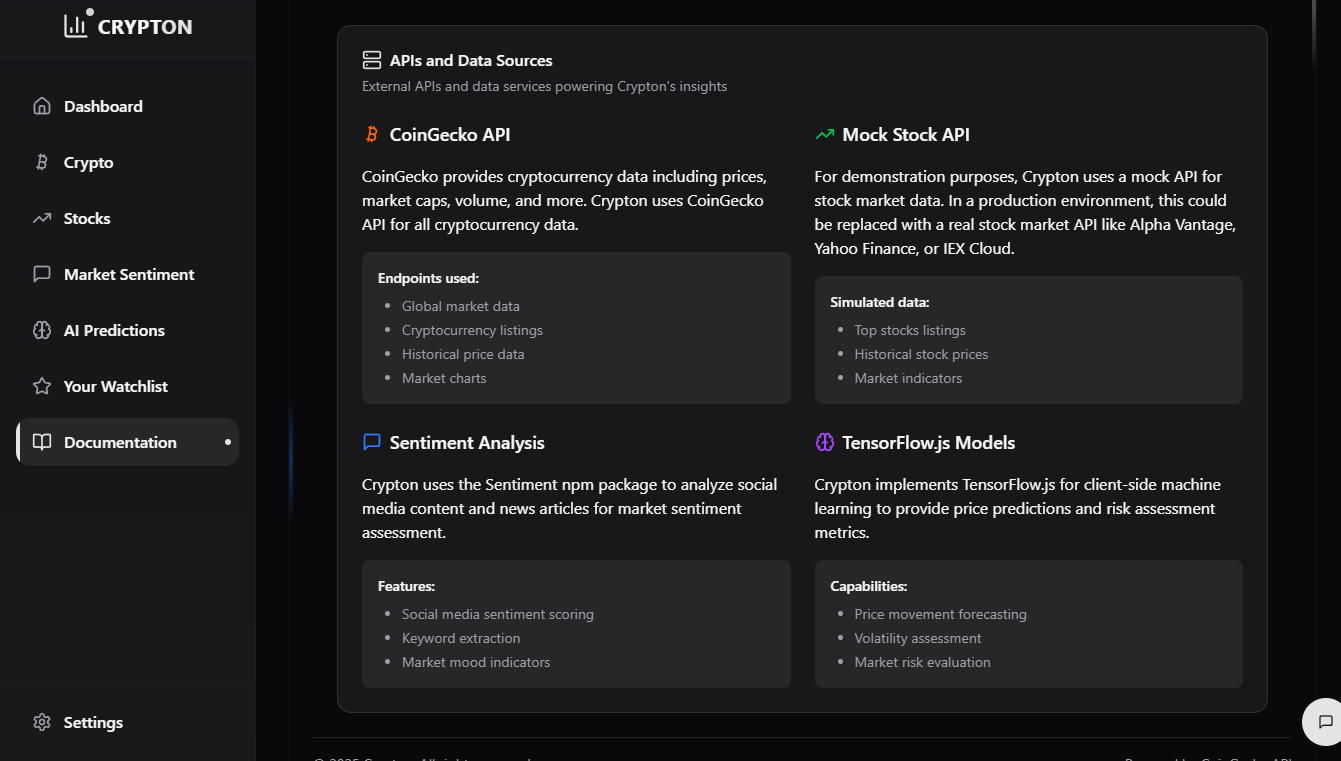 CRYPTON
Dashboard
Crypto
Stocks
Market Sentiment
AI Predictions
Your Watchlist
Documentation
Settings
APIs and Data Sources
External APIs and data services powering Crypton's insights
CoinGecko API
CoinGecko provides cryptocurrency data including prices,
market caps, volume, and more. Crypton uses CoinGecko
API for all cryptocurrency data.
Endpoints used:
Global market data
Cryptocurrency listings
Historical price data
Market charts
Mock Stock API
For demonstration purposes, Crypton uses a mock API for
stock market data. In a production environment, this could
be replaced with a real stock market API like Alpha Vantage,
Yahoo Finance, or IEX Cloud.
Simulated data:
Top stocks listings
Historical stock prices
Market indicators
Sentiment Analysis
Crypton uses the Sentiment npm package to analyze social
media content and news articles for market sentiment
assessment.
Features:
Social media sentiment scoring
Keyword extraction
Market mood indicators
TensorFlow.js Models
Crypton implements TensorFlow.js for client-side machine
learning to provide price predictions and risk assessment
metrics.
Capabilities:
Price movement forecasting
Volatility assessment
Market risk evaluation